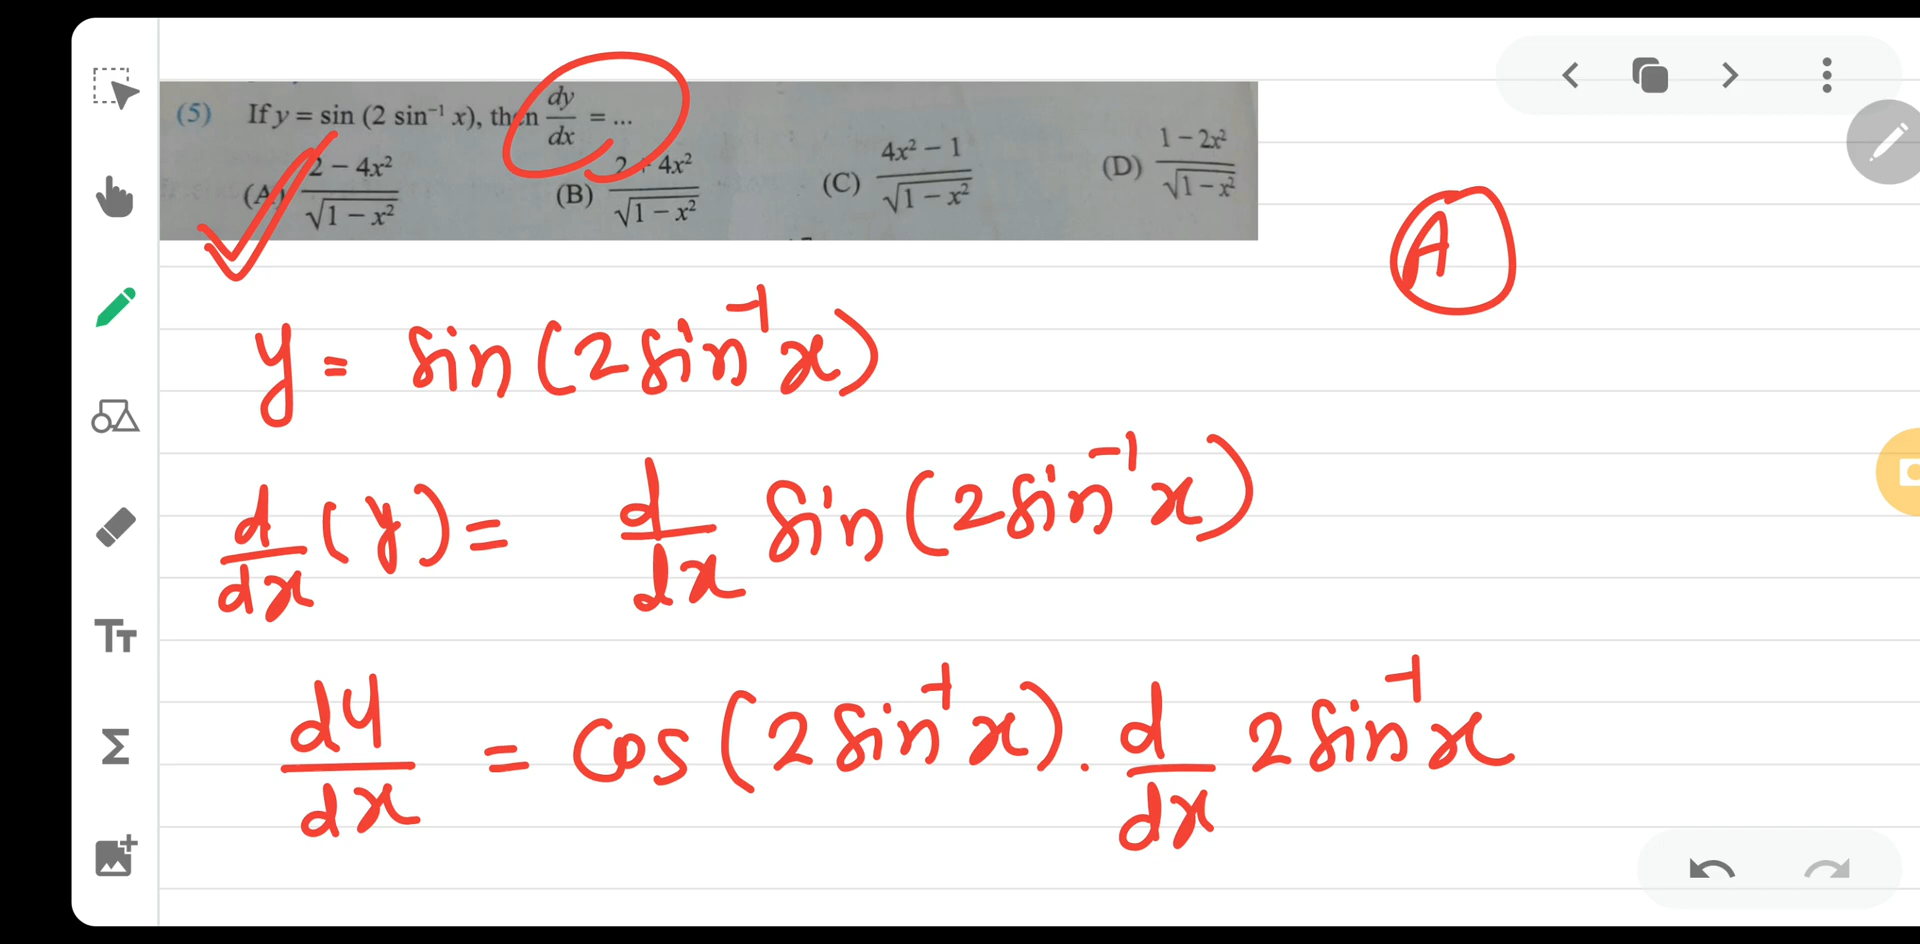 (5) If y = sin (2 sin⁻¹ x), then dy/dx = ...
(A) (2 − 4x²)/√(1 − x²) (B) (2 + 4x²)/√(1 − x²) (C) (4x² − 1)/√(1 − x²) (D) (1 − 2x²)/√(1 − x²)
A
y = sin(2sin⁻¹x)
d/dx (y) = d/dx sin(2sin⁻¹x)
dy/dx = cos(2sin⁻¹x) . d/dx 2sin⁻¹x